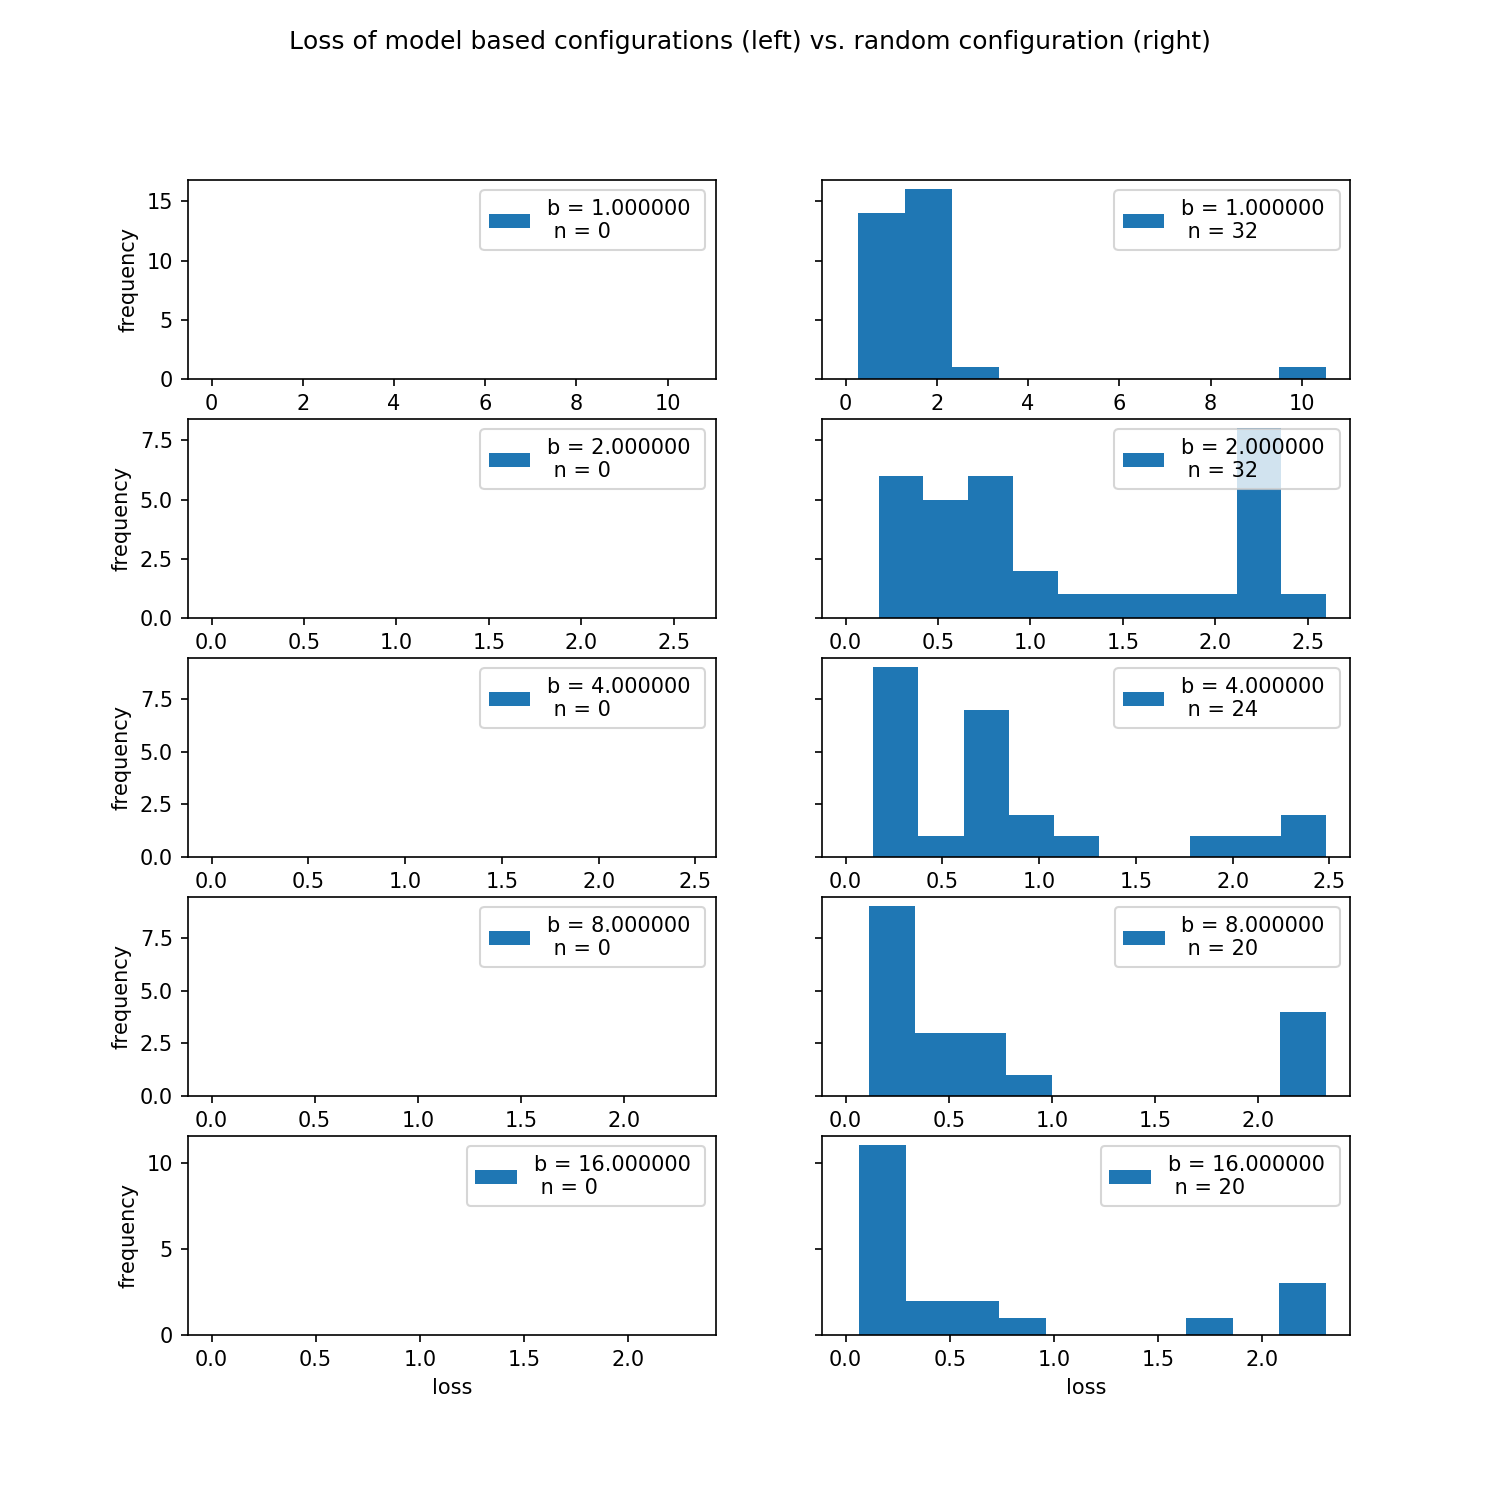 Loss of model based configurations (left) vs. random configuration (right)
frequency
15
10
5
0
b = 1.000000
n = 0
0 2 4 6 8 10
b = 1.000000
n = 32
0 2 4 6 8 10
frequency
7.5
5.0
2.5
0.0
b = 2.000000
n = 0
0.0 0.5 1.0 1.5 2.0 2.5
b = 2.000000
n = 32
0.0 0.5 1.0 1.5 2.0 2.5
frequency
7.5
5.0
2.5
0.0
b = 4.000000
n = 0
0.0 0.5 1.0 1.5 2.0 2.5
b = 4.000000
n = 24
0.0 0.5 1.0 1.5 2.0 2.5
frequency
7.5
5.0
2.5
0.0
b = 8.000000
n = 0
0.0 0.5 1.0 1.5 2.0
b = 8.000000
n = 20
0.0 0.5 1.0 1.5 2.0
frequency
10
5
0
b = 16.000000
n = 0
0.0 0.5 1.0 1.5 2.0
loss
b = 16.000000
n = 20
0.0 0.5 1.0 1.5 2.0
loss